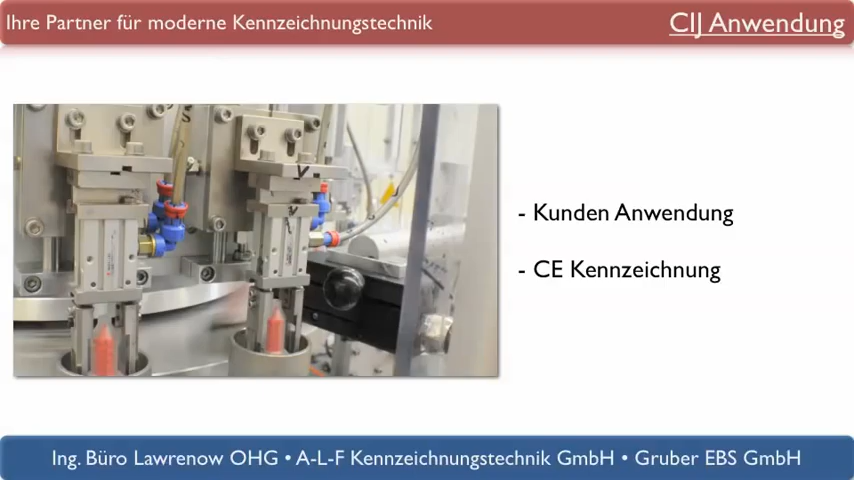 Ihre Partner für moderne Kennzeichnungstechnik
CIJ Anwendung
- Kunden Anwendung
- CE Kennzeichnung
Ing. Büro Lawrenow OHG • A-L-F Kennzeichnungstechnik GmbH • Gruber EBS GmbH